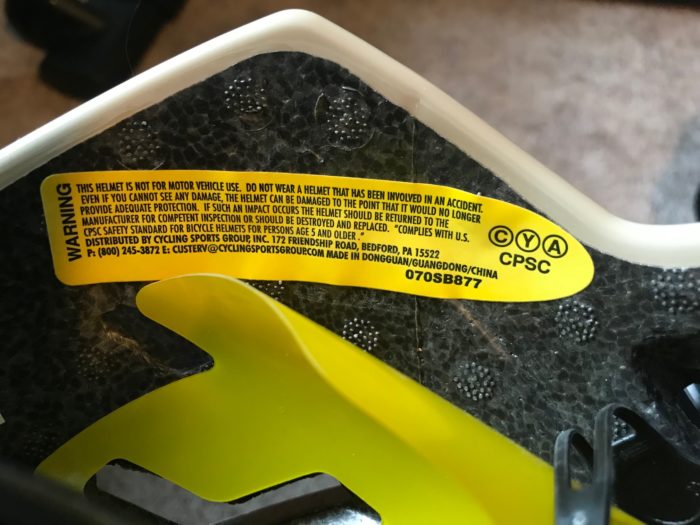 WARNING
THIS HELMET IS NOT FOR MOTOR VEHICLE USE. DO NOT WEAR A HELMET THAT HAS BEEN INVOLVED IN AN ACCIDENT.
EVEN IF YOU CANNOT SEE ANY DAMAGE, THE HELMET CAN BE DAMAGED TO THE POINT THAT IT WOULD NO LONGER
PROVIDE ADEQUATE PROTECTION. IF SUCH AN IMPACT OCCURS THE HELMET SHOULD BE RETURNED TO THE
MANUFACTURER FOR COMPETENT INSPECTION OR SHOULD BE DESTROYED AND REPLACED. "COMPLIES WITH U.S.
CPSC SAFETY STANDARD FOR BICYCLE HELMETS FOR PERSONS AGE 5 AND OLDER."
DISTRIBUTED BY CYCLING SPORTS GROUP, INC. 172 FRIENDSHIP ROAD, BEDFORD, PA 15522
P: (800) 245-3872 E: CUSTERV@CYCLINGSPORTSGROUP.COM MADE IN DONGGUAN/GUANGDONG/CHINA
070SB877
C Y A
CPSC